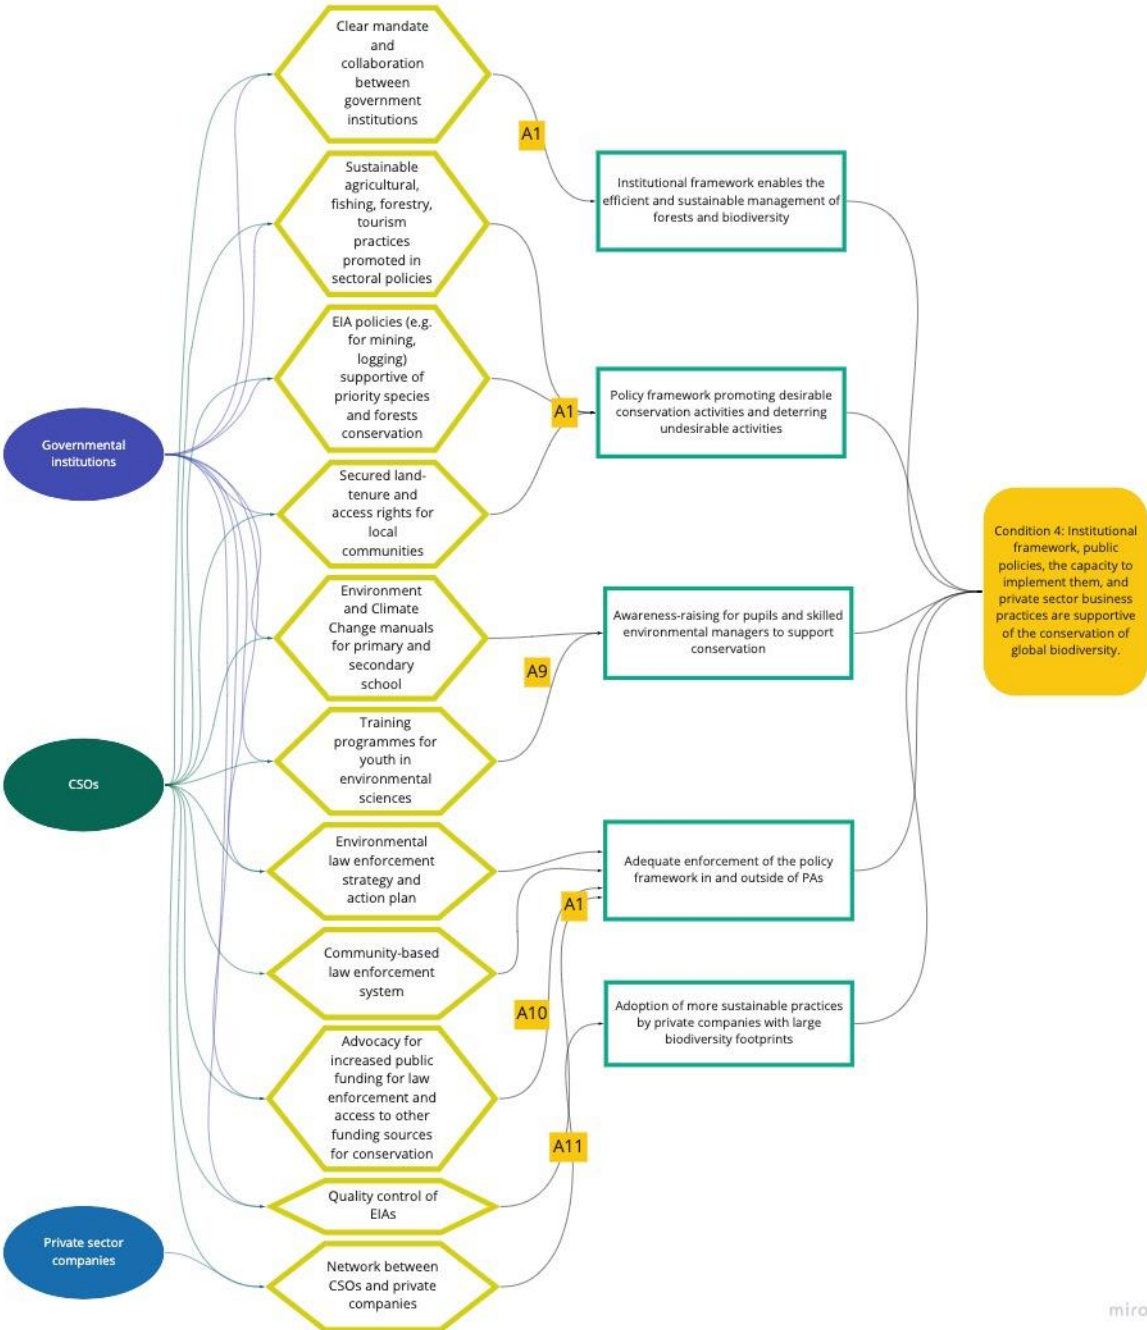 Clear mandate
and
collaboration
between
government
institutions
A1
Institutional framework enables the
efficient and sustainable management of
forests and biodiversity
Sustainable
agricultural,
fishing, forestry,
tourism
practices
promoted in
sectoral policies
EIA policies (e.g.
for mining,
logging)
supportive of
priority species
and forests
conservation
A1
Policy framework promoting desirable
conservation activities and deterring
undesirable activities
Governmental
institutions
Secured land-
tenure and
access rights for
local
communities
Condition 4: Institutional
framework, public
policies, the capacity to
implement them, and
private sector business
practices are supportive
of the conservation of
global biodiversity.
Environment
and Climate
Change manuals
for primary and
secondary
school
Awareness-raising for pupils and skilled
environmental managers to support
conservation
A9
Training
programmes for
youth in
environmental
sciences
CSOs
Environmental
law enforcement
strategy and
action plan
Adequate enforcement of the policy
framework in and outside of PAs
A1
Community-based
law enforcement
system
A10
Adoption of more sustainable practices
by private companies with large
biodiversity footprints
Advocacy for
increased public
funding for law
enforcement and
access to other
funding sources
for conservation
A11
Quality control of
EIAs
Private sector
companies
Network between
CSOs and private
companies
miro